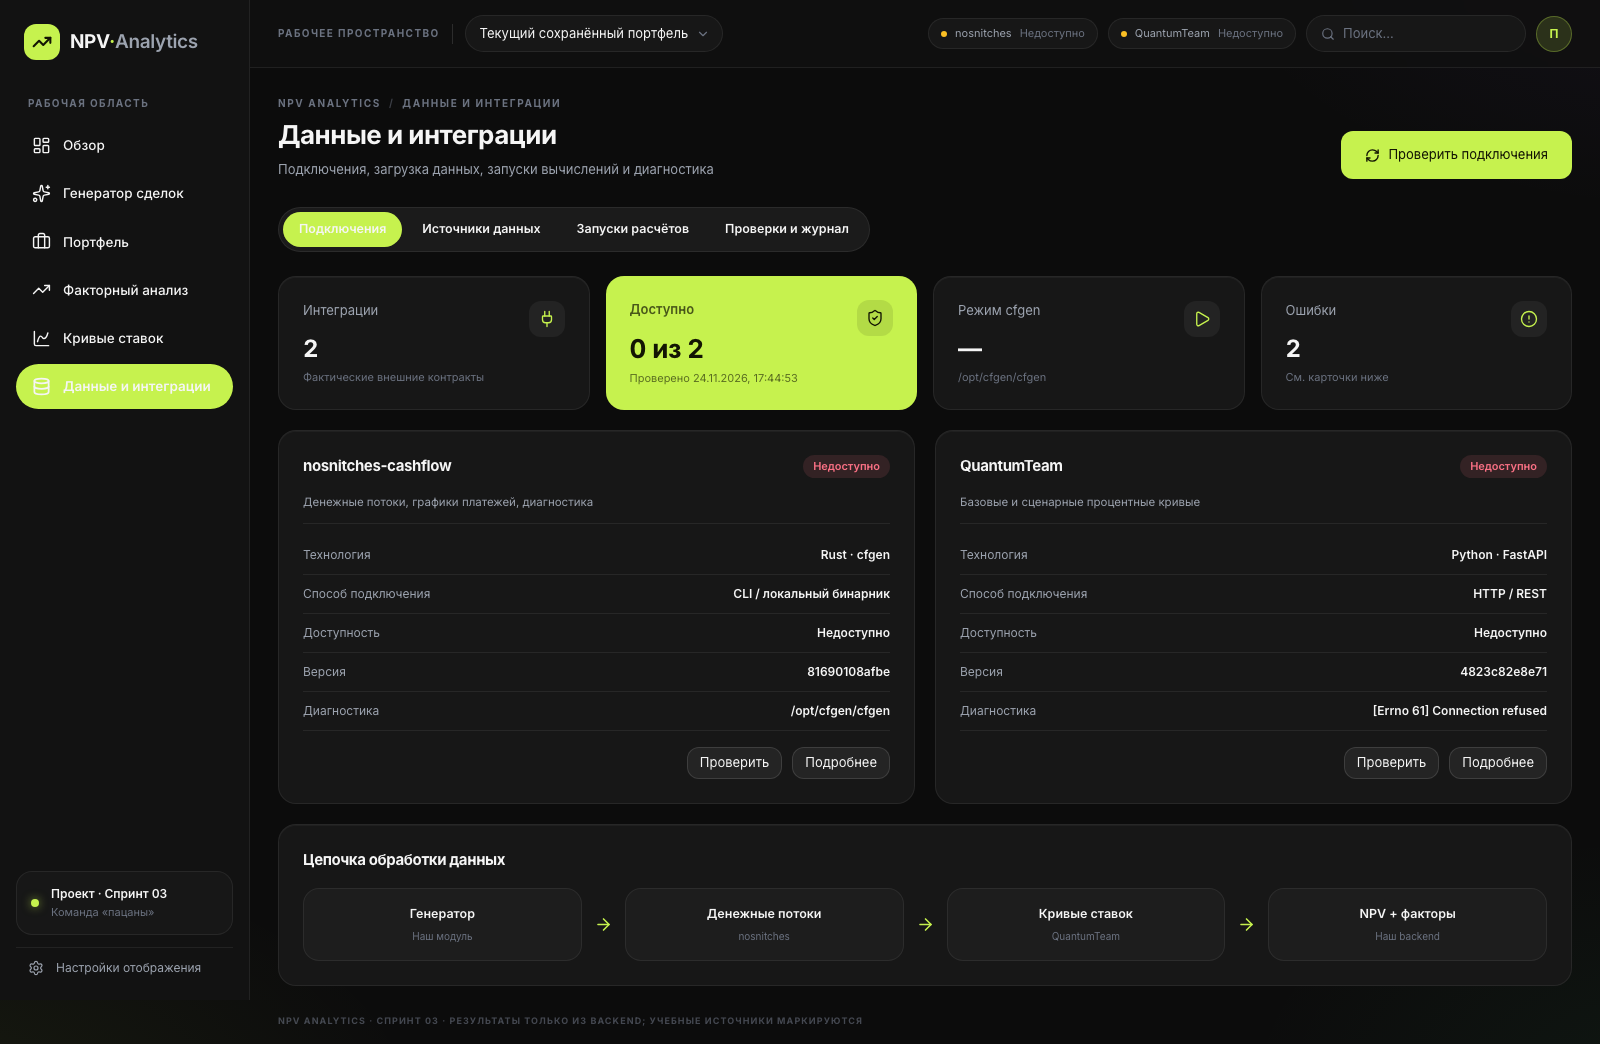 NPV·Analytics
РАБОЧЕЕ ПРОСТРАНСТВО
Текущий сохранённый портфель
nosnitches Недоступно
QuantumTeam Недоступно
Поиск...
П
РАБОЧАЯ ОБЛАСТЬ
Обзор
Генератор сделок
Портфель
Факторный анализ
Кривые ставок
Данные и интеграции
Проект · Спринт 03
Команда «пацаны»
Настройки отображения
NPV ANALYTICS / ДАННЫЕ И ИНТЕГРАЦИИ
Данные и интеграции
Подключения, загрузка данных, запуски вычислений и диагностика
Проверить подключения
Подключения
Источники данных
Запуски расчётов
Проверки и журнал
Интеграции
2
Фактические внешние контракты
Доступно
0 из 2
Проверено 24.11.2026, 17:44:53
Режим cfgen
—
/opt/cfgen/cfgen
Ошибки
2
См. карточки ниже
nosnitches-cashflow
Недоступно
Денежные потоки, графики платежей, диагностика
Технология Rust · cfgen
Способ подключения CLI / локальный бинарник
Доступность Недоступно
Версия 81690108afbe
Диагностика /opt/cfgen/cfgen
Проверить
Подробнее
QuantumTeam
Недоступно
Базовые и сценарные процентные кривые
Технология Python · FastAPI
Способ подключения HTTP / REST
Доступность Недоступно
Версия 4823c82e8e71
Диагностика [Errno 61] Connection refused
Проверить
Подробнее
Цепочка обработки данных
Генератор
Наш модуль
Денежные потоки
nosnitches
Кривые ставок
QuantumTeam
NPV + факторы
Наш backend
NPV ANALYTICS · СПРИНТ 03 · РЕЗУЛЬТАТЫ ТОЛЬКО ИЗ BACKEND; УЧЕБНЫЕ ИСТОЧНИКИ МАРКИРУЮТСЯ